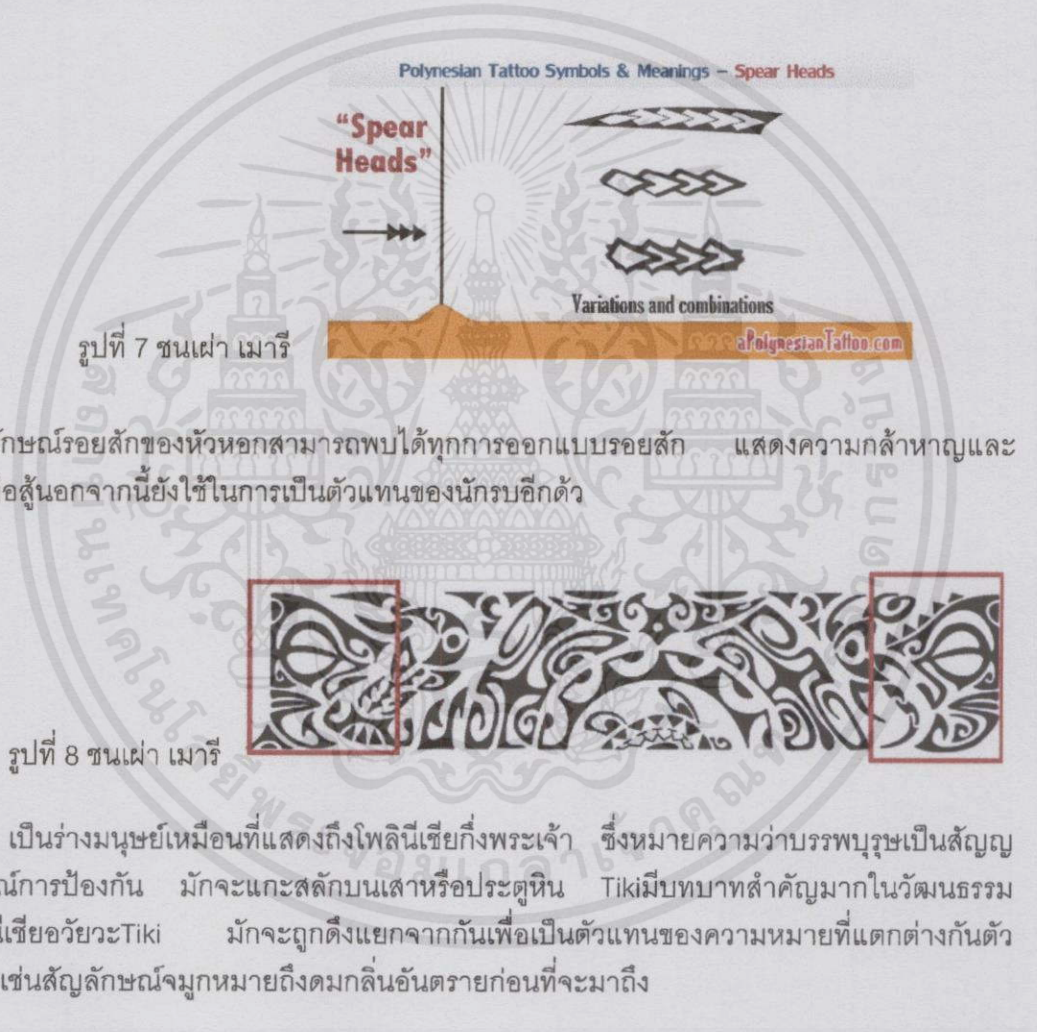 Polynesian Tattoo Symbols & Meanings – Spear Heads
"Spear
Heads"
Variations and combinations
aPolynesianTattoo.com
รูปที่ 7 ชนเผ่า เมารี
กษณ์รอยสักของหัวหอกสามารถพบได้ทุกการออกแบบรอยสัก แสดงความกล้าหาญและ
อสู้นอกจากนี้ยังใช้ในการเป็นตัวแทนของนักรบอีกด้ว
รูปที่ 8 ชนเผ่า เมารี
เป็นร่างมนุษย์เหมือนที่แสดงถึงโพลินีเชียกึ่งพระเจ้า ซึ่งหมายความว่าบรรพบุรุษเป็นสัญญ
ณ์การป้องกัน มักจะแกะสลักบนเสาหรือประตูหิน Tikiมีบทบาทสำคัญมากในวัฒนธรรม
นีเชียอวัยวะTiki มักจะถูกดึงแยกจากกันเพื่อเป็นตัวแทนของความหมายที่แตกต่างกันตัว
เช่นสัญลักษณ์จมูกหมายถึงดมกลิ่นอันตรายก่อนที่จะมาถึง